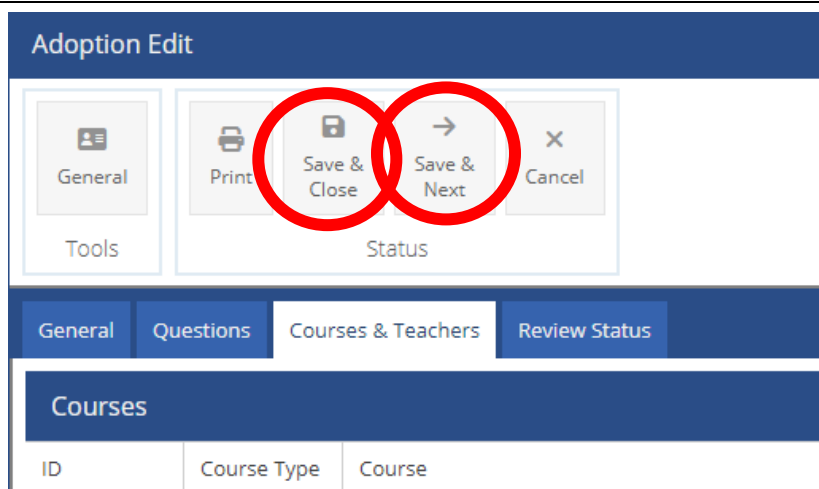 Adoption Edit
General
Print
Save &
Close
Save &
Next
Cancel
Tools
Status
General Questions Courses & Teachers Review Status
Courses
ID Course Type Course